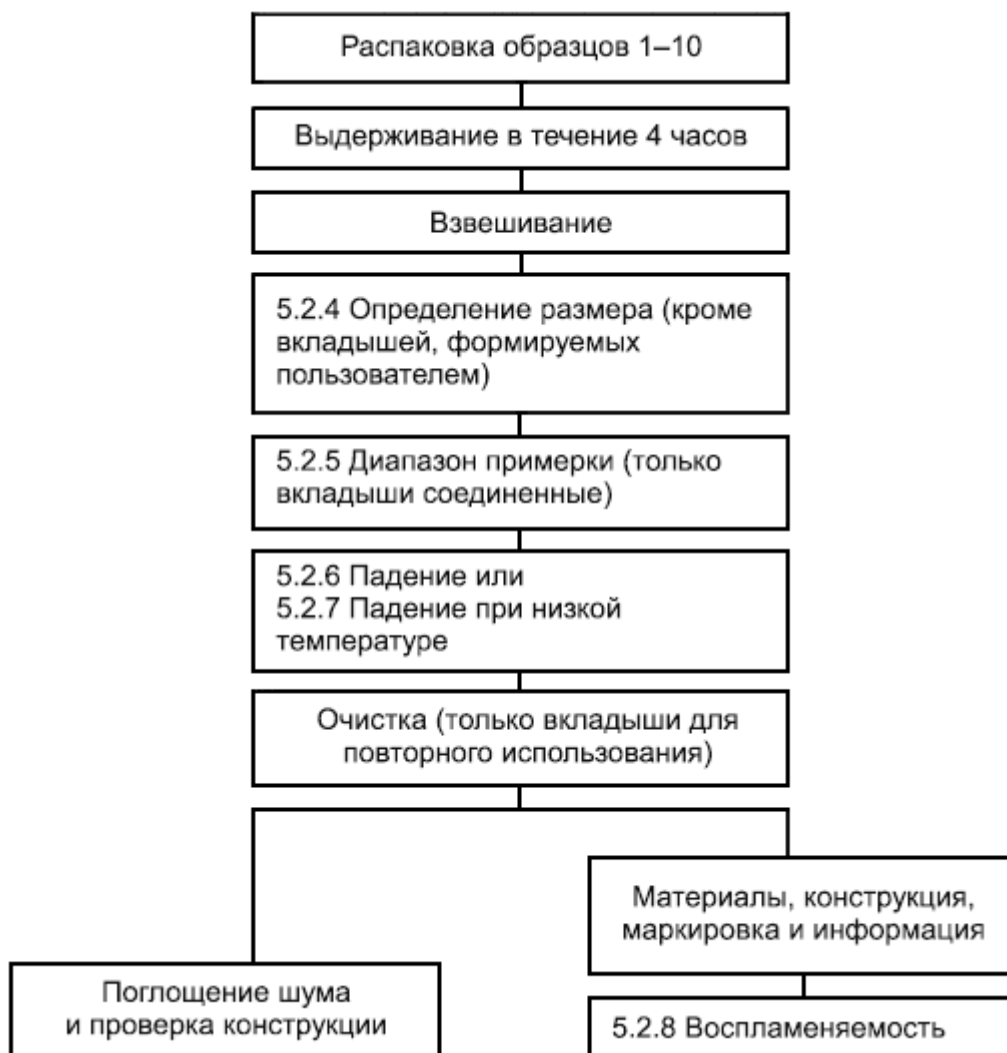 Распаковка образцов 1–10
Выдерживание в течение 4 часов
Взвешивание
5.2.4 Определение размера (кроме
вкладышей, формируемых
пользователем)
5.2.5 Диапазон примерки (только
вкладыши соединенные)
5.2.6 Падение или
5.2.7 Падение при низкой
температуре
Очистка (только вкладыши для
повторного использования)
Материалы, конструкция,
маркировка и информация
Поглощение шума
и проверка конструкции
5.2.8 Воспламеняемость